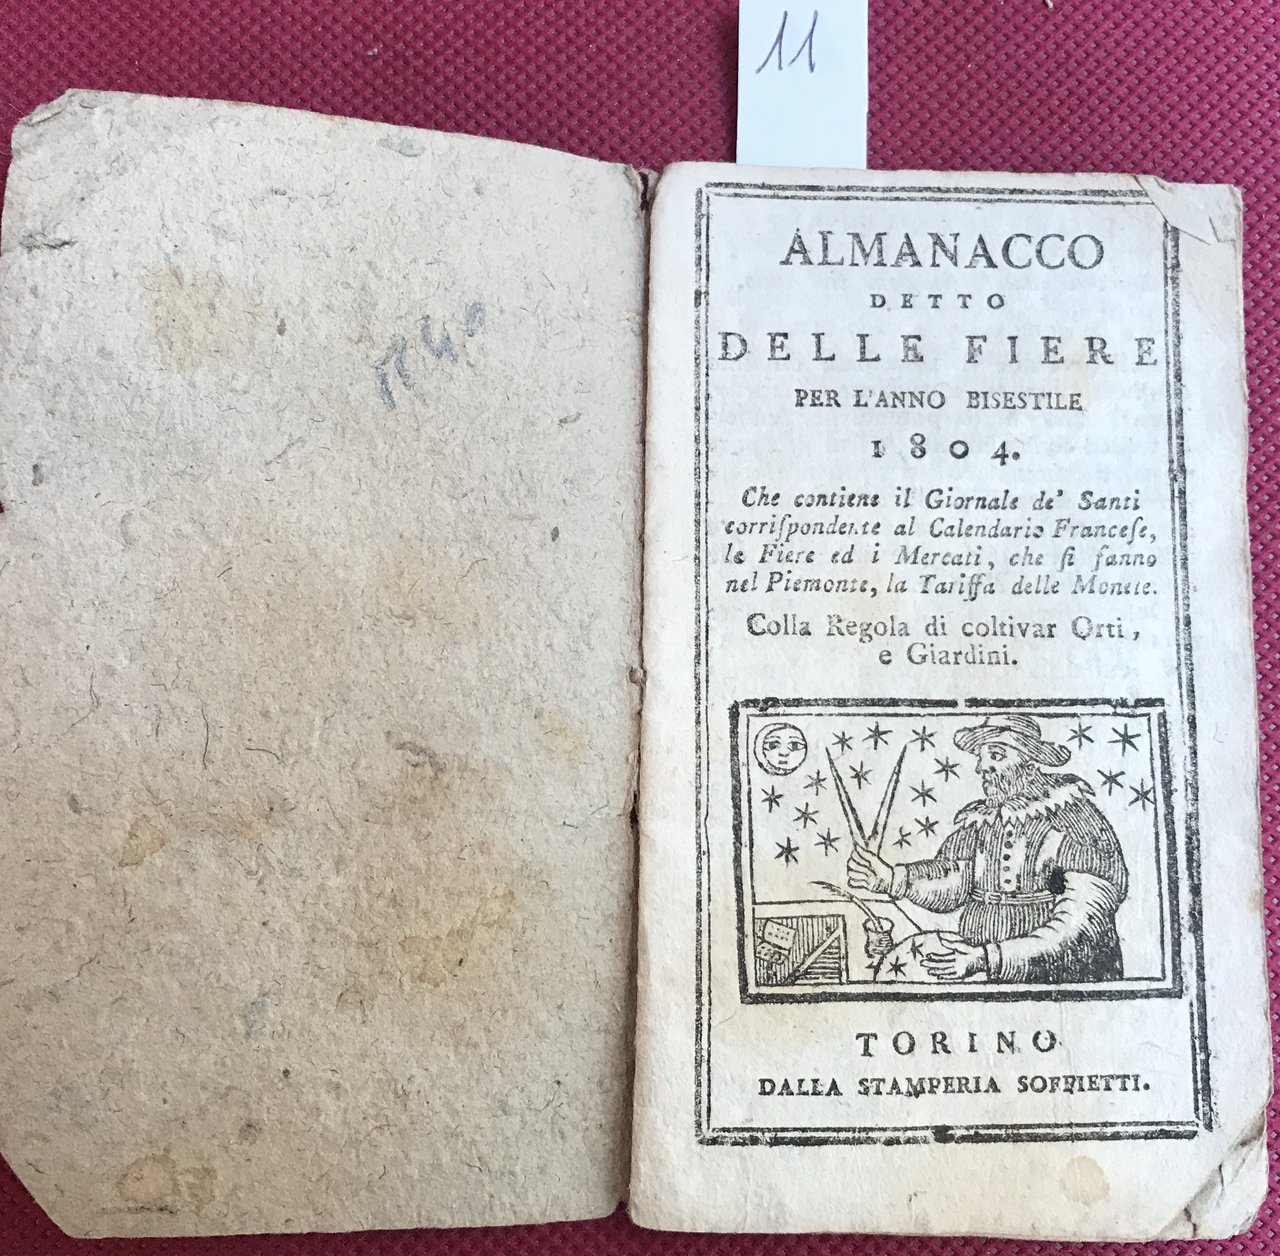 11
ALMANACCO
DETTO
DELLE FIERE
PER L'ANNO BISESTILE
1804.
Che contiene il Giornale de' Santi
corriſpondente al Calendario Franceſe,
le Fiere ed i Mercati, che ſi fanno
nel Piemonte, la Tariffa delle Monete.
Colla Regola di coltivar Orti,
e Giardini.
TORINO
DALLA STAMPERIA SOFFIETTI.